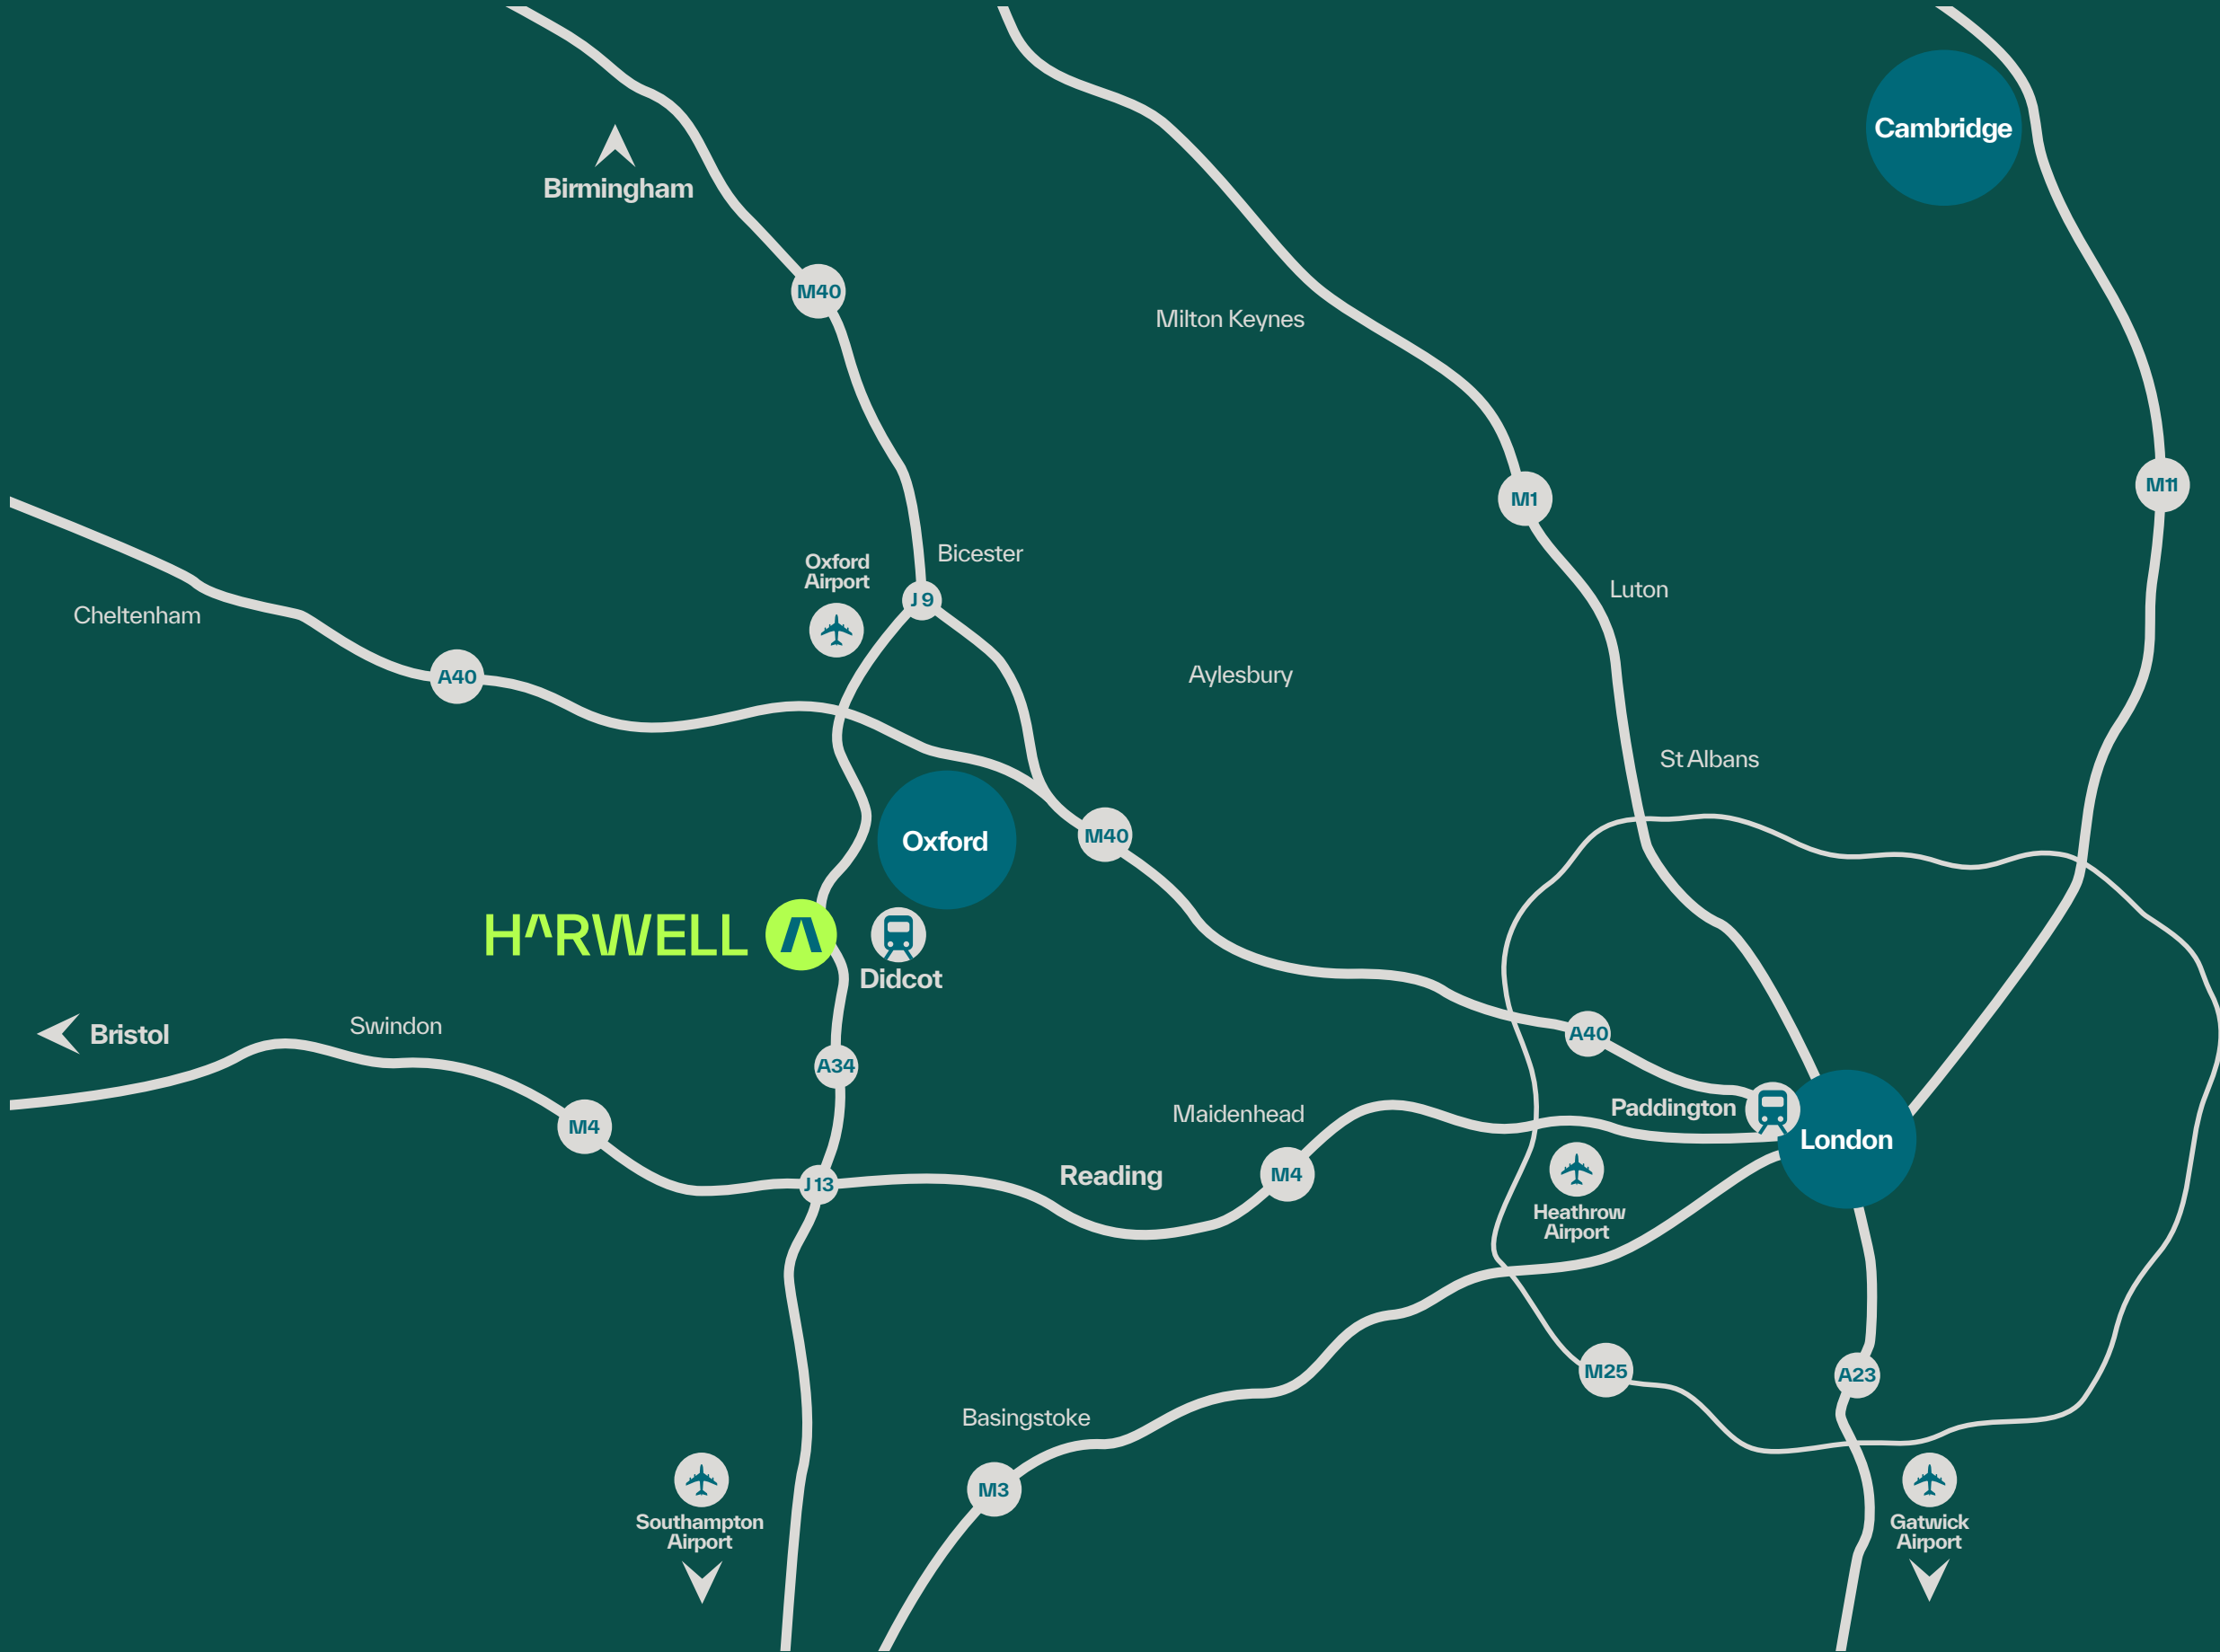 Cambridge
Birmingham
M40
Milton Keynes
M11
M1
Oxford
Airport
Bicester
Luton
J9
Cheltenham
A40
Aylesbury
St Albans
M40
Oxford
HARWELL
Didcot
Bristol
Swindon
A40
A34
Paddington
Maidenhead
M4
London
Reading
M4
J13
Heathrow
Airport
M25
A23
Basingstoke
M3
Southampton
Airport
Gatwick
Airport